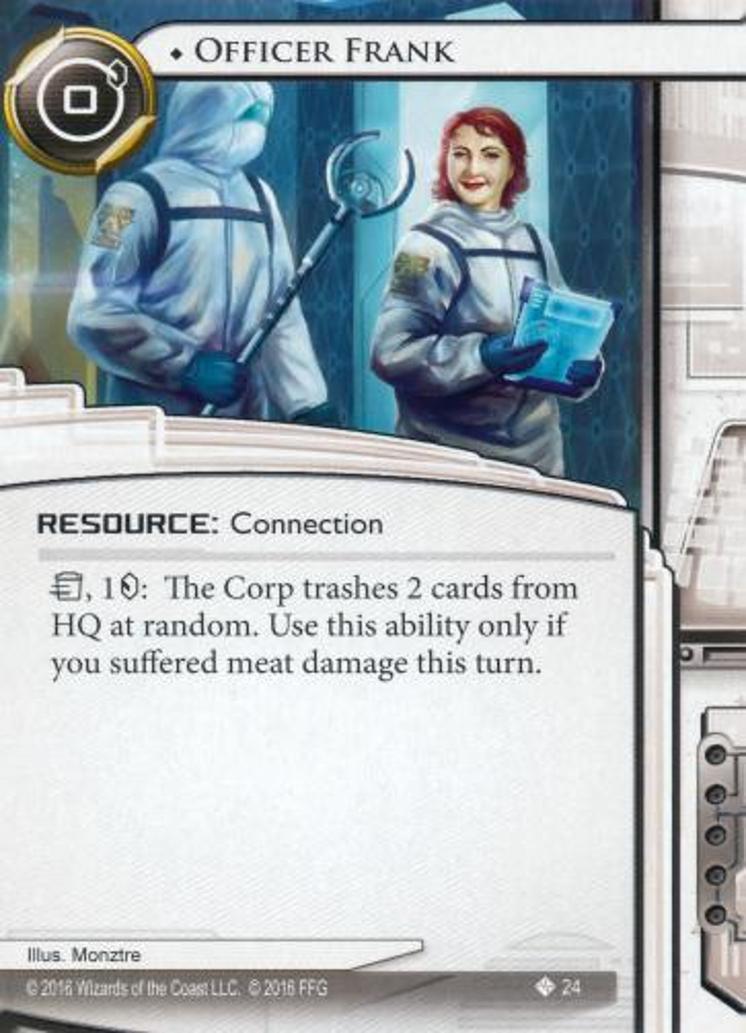 ◆ OFFICER FRANK
RESOURCE: Connection
, 1: The Corp trashes 2 cards from
HQ at random. Use this ability only if
you suffered meat damage this turn.
Illus. Monztre
© 2016 Wizards of the Coast LLC. © 2016 FFG
24